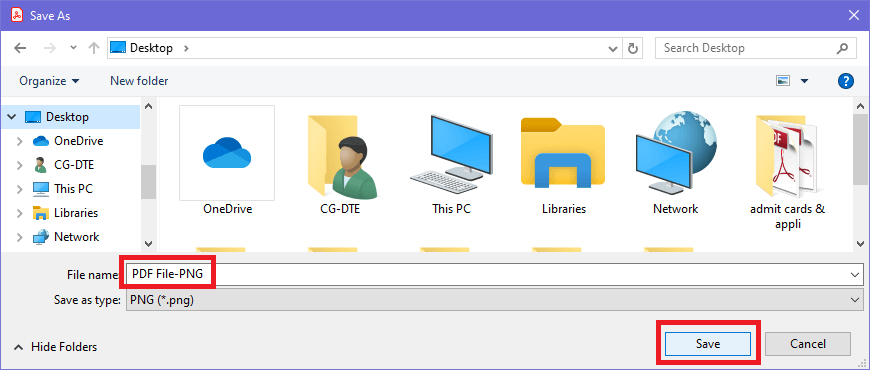 Save As
Desktop
Search Desktop
Organize
New folder
?
Desktop
OneDrive
CG-DTE
This PC
Libraries
Network
OneDrive
CG-DTE
This PC
Libraries
Network
admit cards &
appli
PDF
File name:
PDF File-PNG
Save as type:
PNG (*.png)
Hide Folders
Save
Cancel